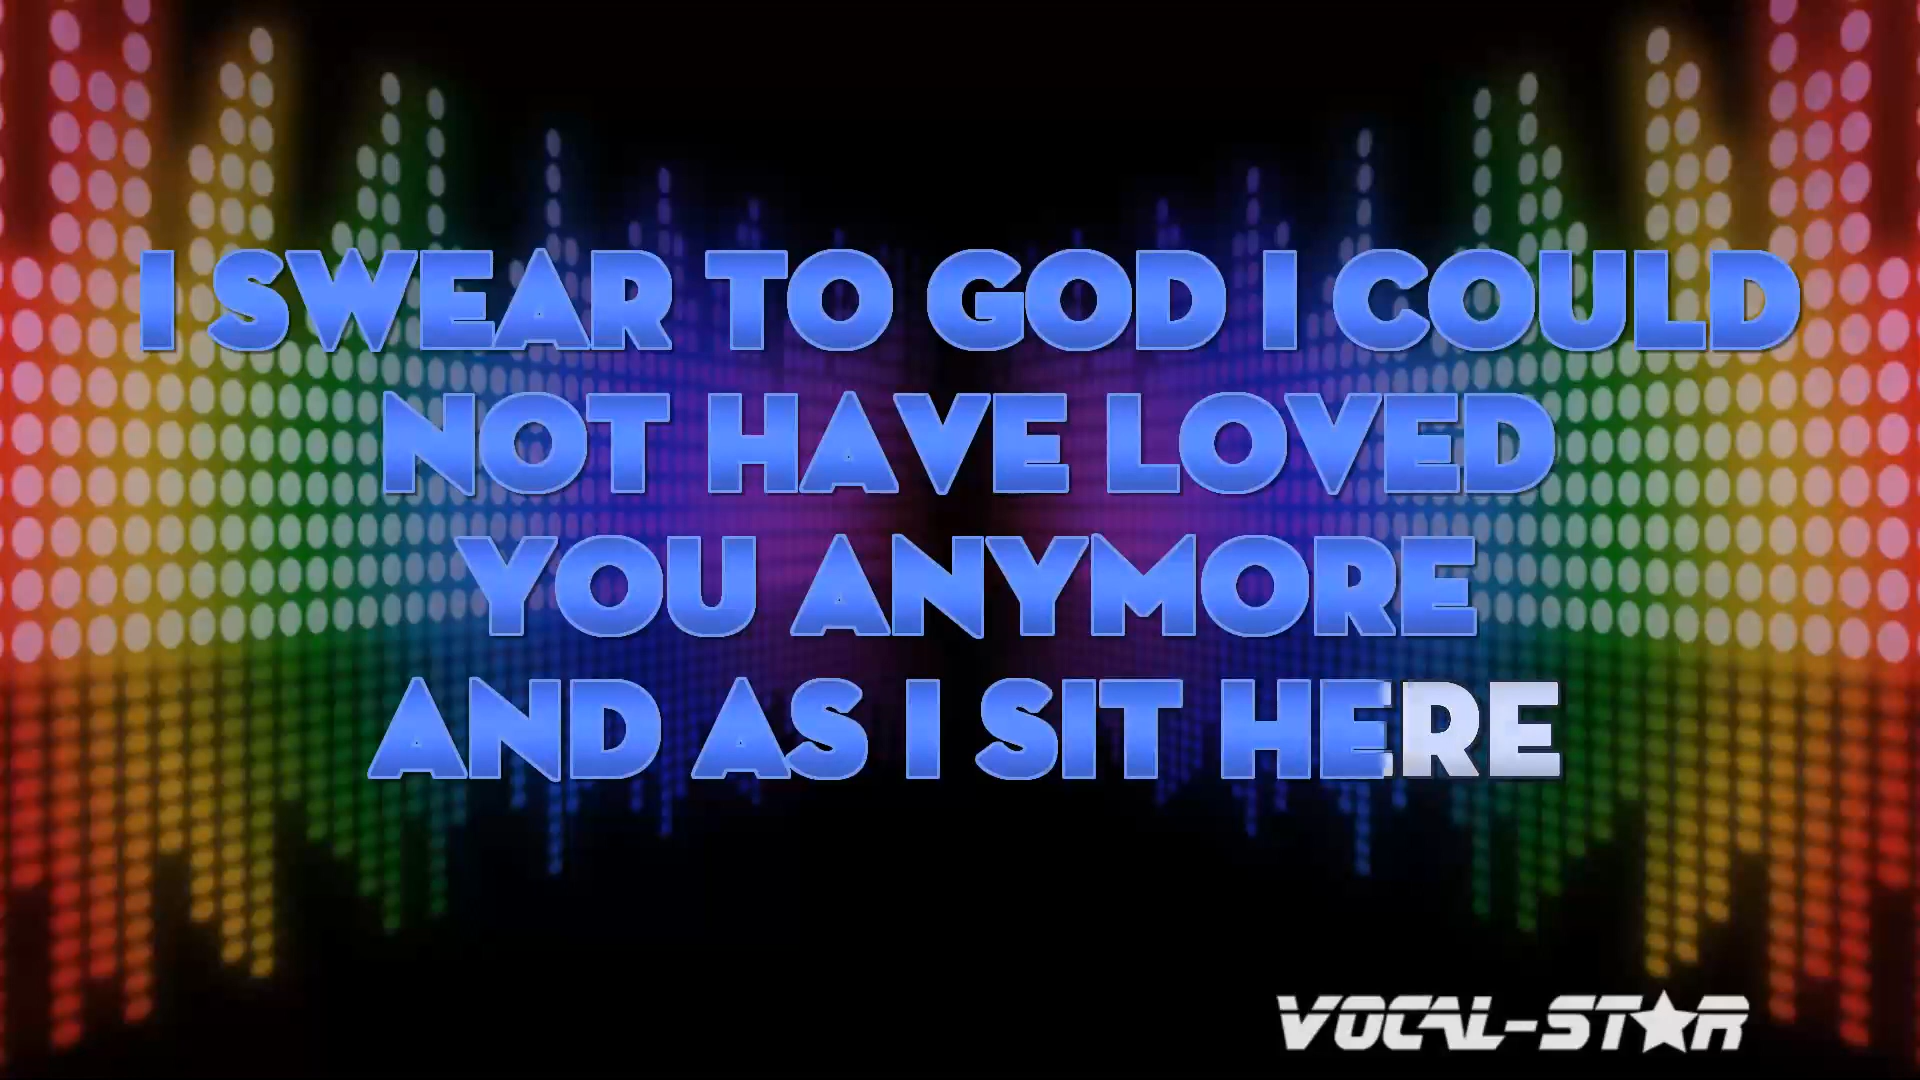 I SWEAR TO GOD I COULD
NOT HAVE LOVED
YOU ANYMORE
AND AS I SIT HERE
VOCAL-STAR